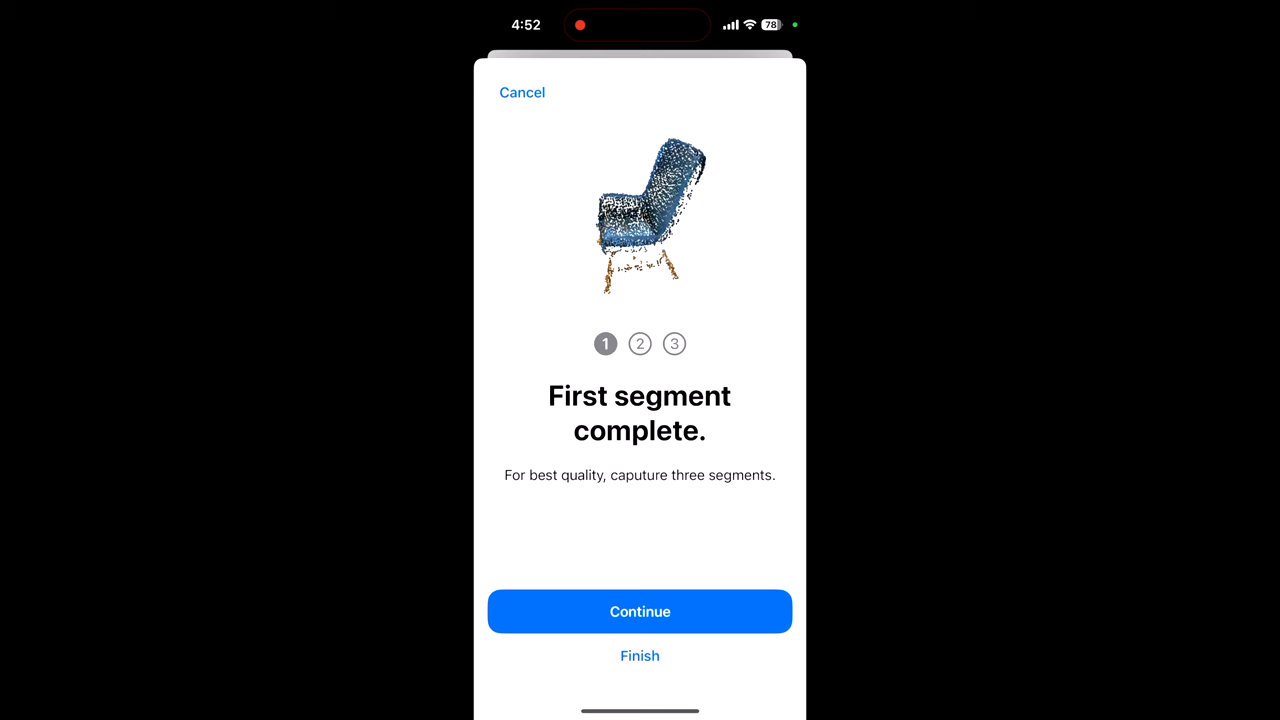 4:52
78
Cancel
1 2 3
First segment
complete.
For best quality, caputure three segments.
Continue
Finish